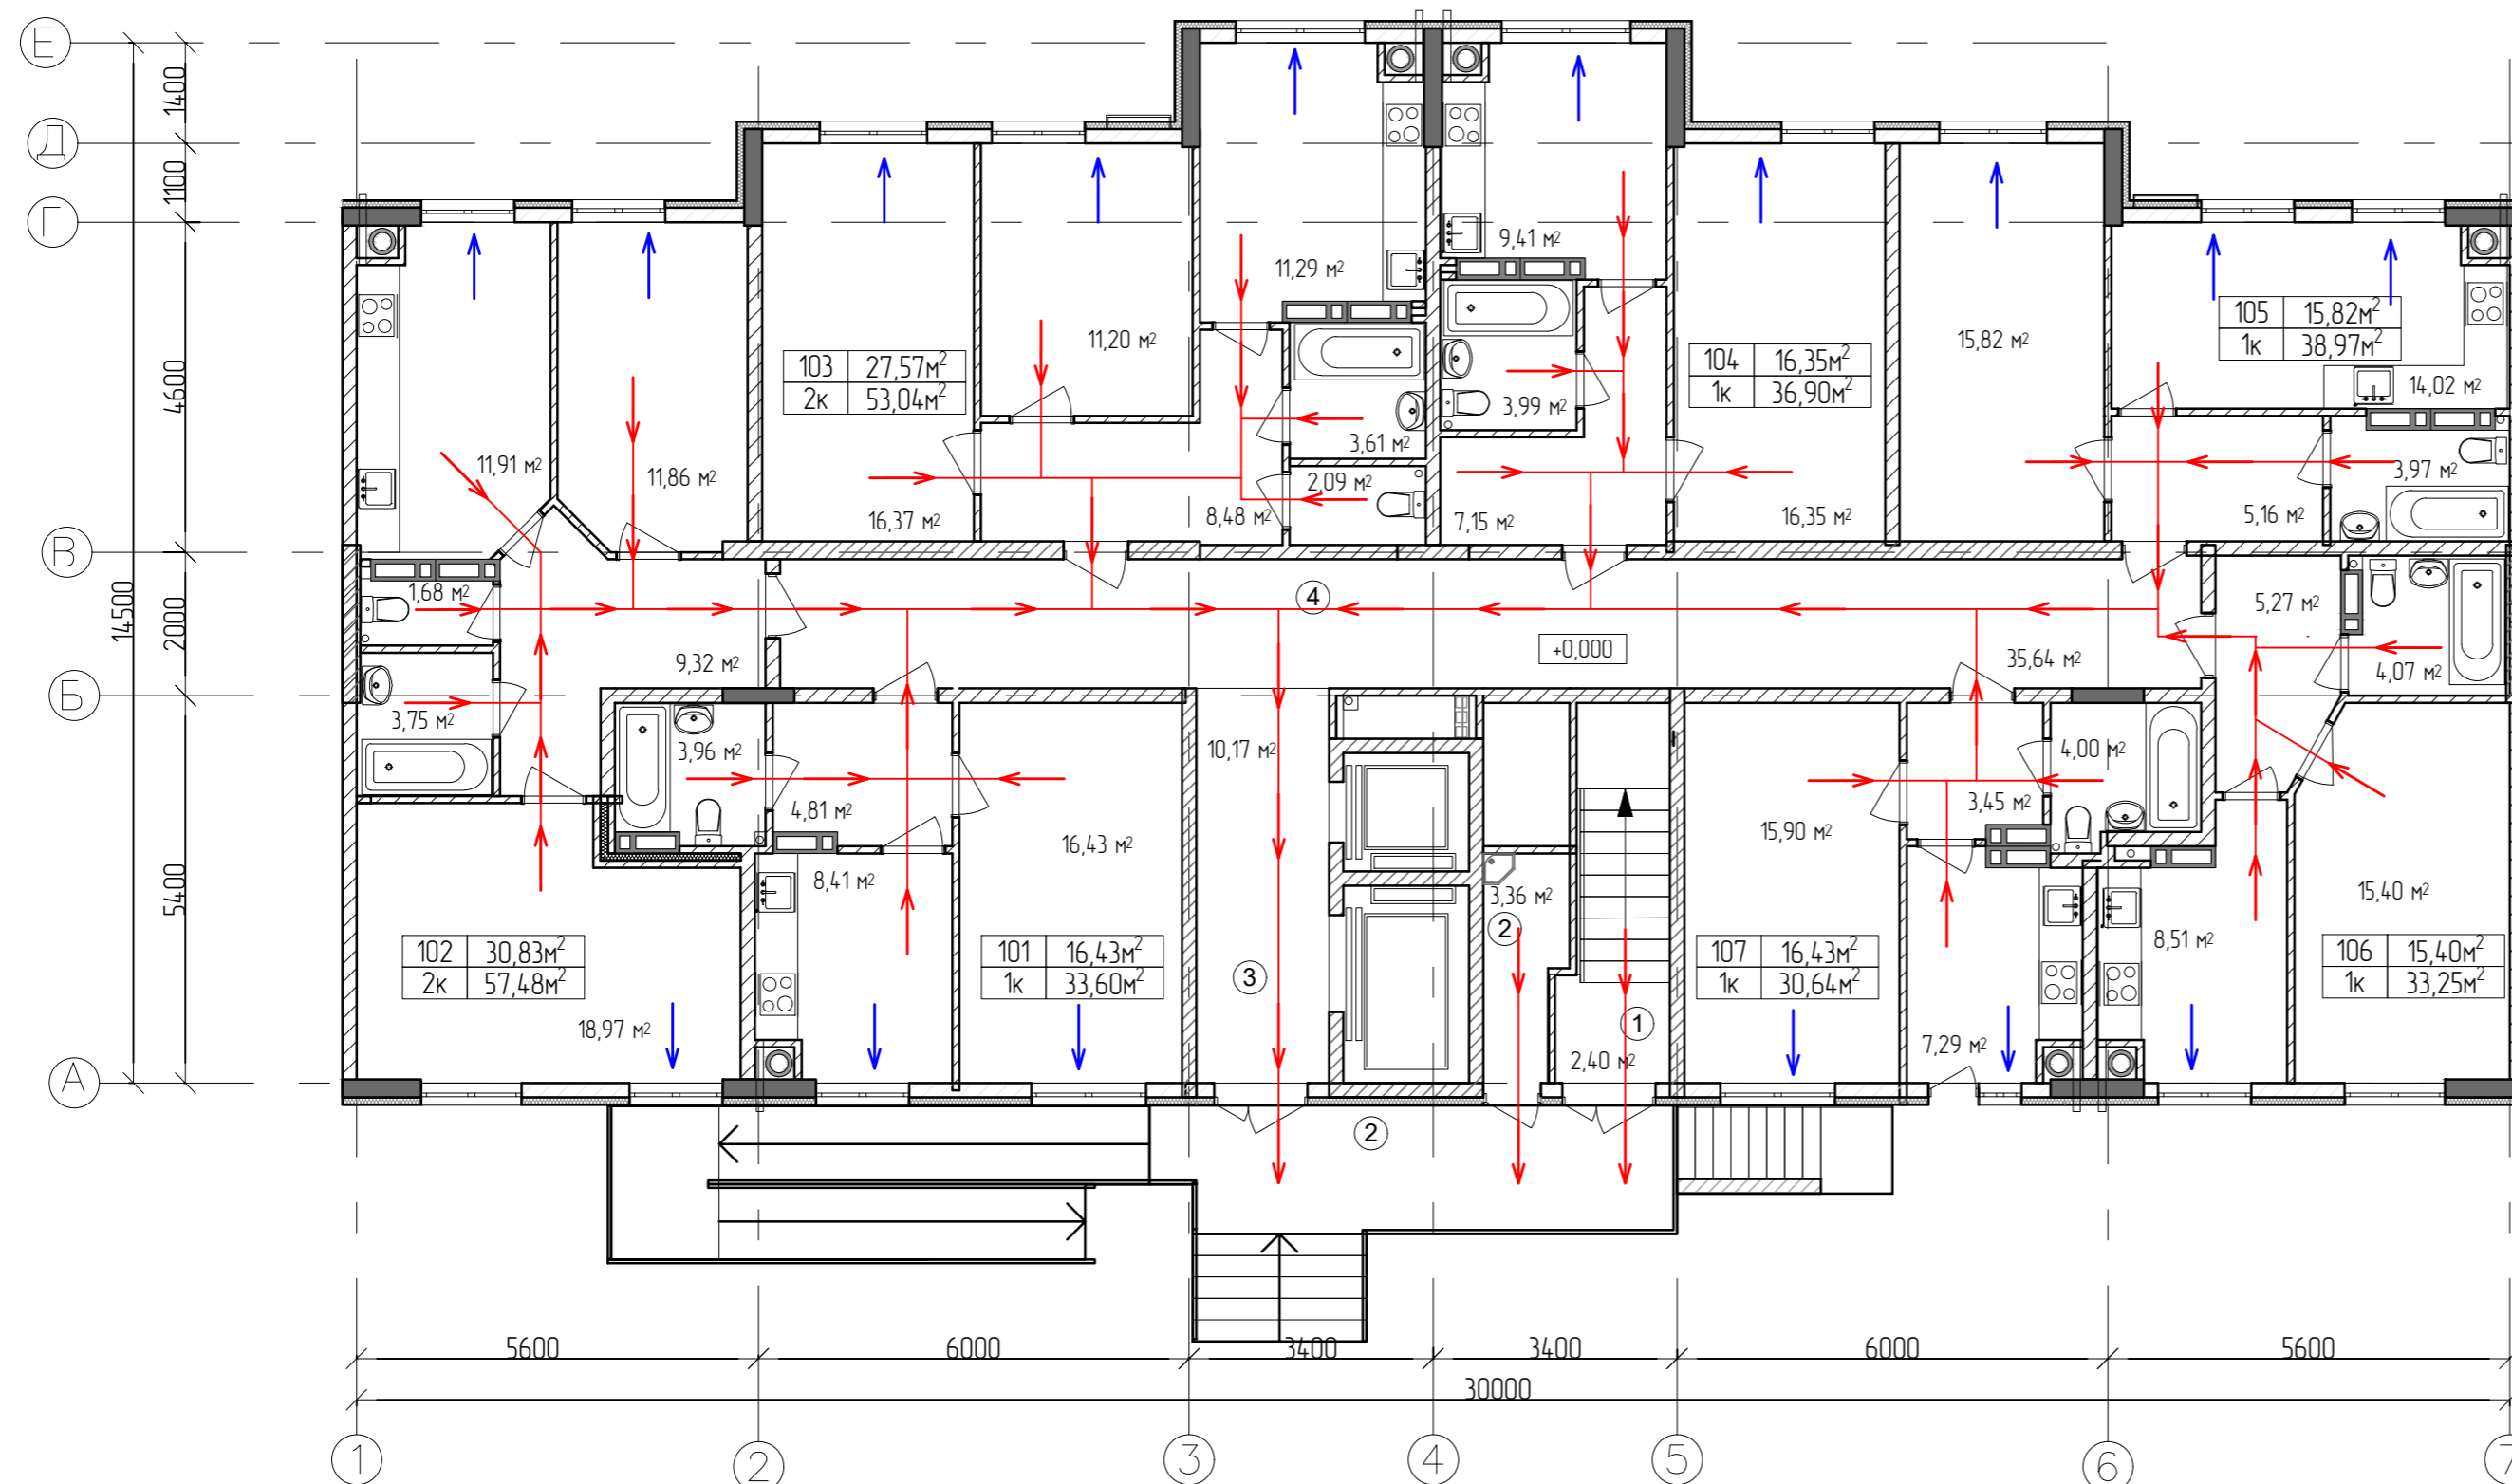 Е
Д
Г
В
Б
А
1400
1100
4600
2000
5400
14500
11,91 м²
11,86 м²
103 27,57м²
2к 53,04м²
16,37 м²
11,20 м²
11,29 м²
8,48 м²
3,61 м²
2,09 м²
9,41 м²
3,99 м²
7,15 м²
104 16,35м²
1к 36,90м²
16,35 м²
15,82 м²
105 15,82м²
1к 38,97м²
14,02 м²
3,97 м²
5,16 м²
1,68 м²
9,32 м²
3,75 м²
4
+0,000
35,64 м²
5,27 м²
4,07 м²
3,96 м²
4,81 м²
10,17 м²
16,43 м²
8,41 м²
102 30,83м²
2к 57,48м²
18,97 м²
101 16,43м²
1к 33,60м²
3
3,36 м²
2
1
2,40 м²
15,90 м²
107 16,43м²
1к 30,64м²
3,45 м²
4,00 м²
7,29 м²
8,51 м²
15,40 м²
106 15,40м²
1к 33,25м²
2
5600
6000
3400
3400
6000
5600
30000
1
2
3
4
5
6
7